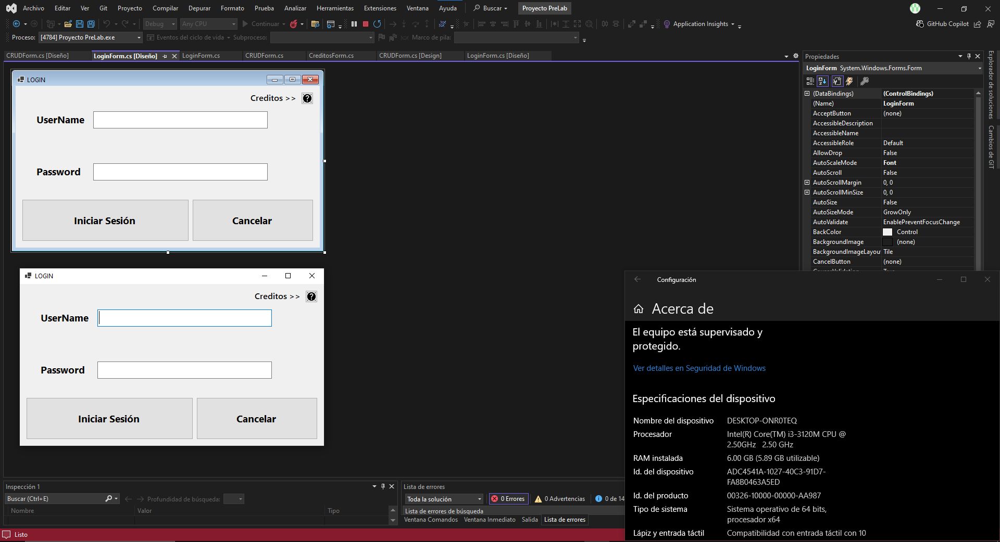 Archivo Editar Ver Git Proyecto Compilar Depurar Formato Prueba Analizar Herramientas Extensiones Ventana Ayuda Buscar Proyecto PreLab
Debug Any CPU Continuar Application Insights GitHub Copilot
Proceso: [4784] Proyecto PreLab.exe Eventos del ciclo de vida Subproceso: Marco de pila:
CRUDForm.cs [Diseño] LoginForm.cs [Diseño] LoginForm.cs CRUDForm.cs CreditosForm.cs CRUDForm.cs [Design] LoginForm.cs [Diseño]
LOGIN
Creditos >>
UserName
Password
Iniciar Sesión Cancelar
LOGIN
Creditos >>
UserName
Password
Iniciar Sesión Cancelar
Propiedades
LoginForm System.Windows.Forms.Form
(DataBindings) (ControlBindings)
(Name) LoginForm
AcceptButton (none)
AccessibleDescription
AccessibleName
AccessibleRole Default
AllowDrop False
AutoScaleMode Font
AutoScroll False
AutoScrollMargin 0, 0
AutoScrollMinSize 0, 0
AutoSize False
AutoSizeMode GrowOnly
AutoValidate EnablePreventFocusChange
BackColor Control
BackgroundImage (none)
BackgroundImageLayou Tile
CancelButton (none)
Explorador de soluciones
Cambios de GIT
Configuración
Acerca de
El equipo está supervisado y
protegido.
Ver detalles en Seguridad de Windows
Especificaciones del dispositivo
Nombre del dispositivo DESKTOP-ONR0TEQ
Procesador Intel(R) Core(TM) i3-3120M CPU @
2.50GHz 2.50 GHz
RAM instalada 6.00 GB (5.89 GB utilizable)
Id. del dispositivo ADC4541A-1027-40C3-91D7-
FA8B0463A5ED
Id. del producto 00326-10000-00000-AA987
Tipo de sistema Sistema operativo de 64 bits,
procesador x64
Lápiz y entrada táctil Compatibilidad con entrada táctil con 10
Inspección 1
Buscar (Ctrl+E) Profundidad de búsqueda:
Nombre Valor Tipo
Lista de errores
Toda la solución 0 Errores 0 Advertencias 0 de 14
Lista de errores de búsqueda
Ventana Comandos Ventana Inmediato Salida Lista de errores
Listo